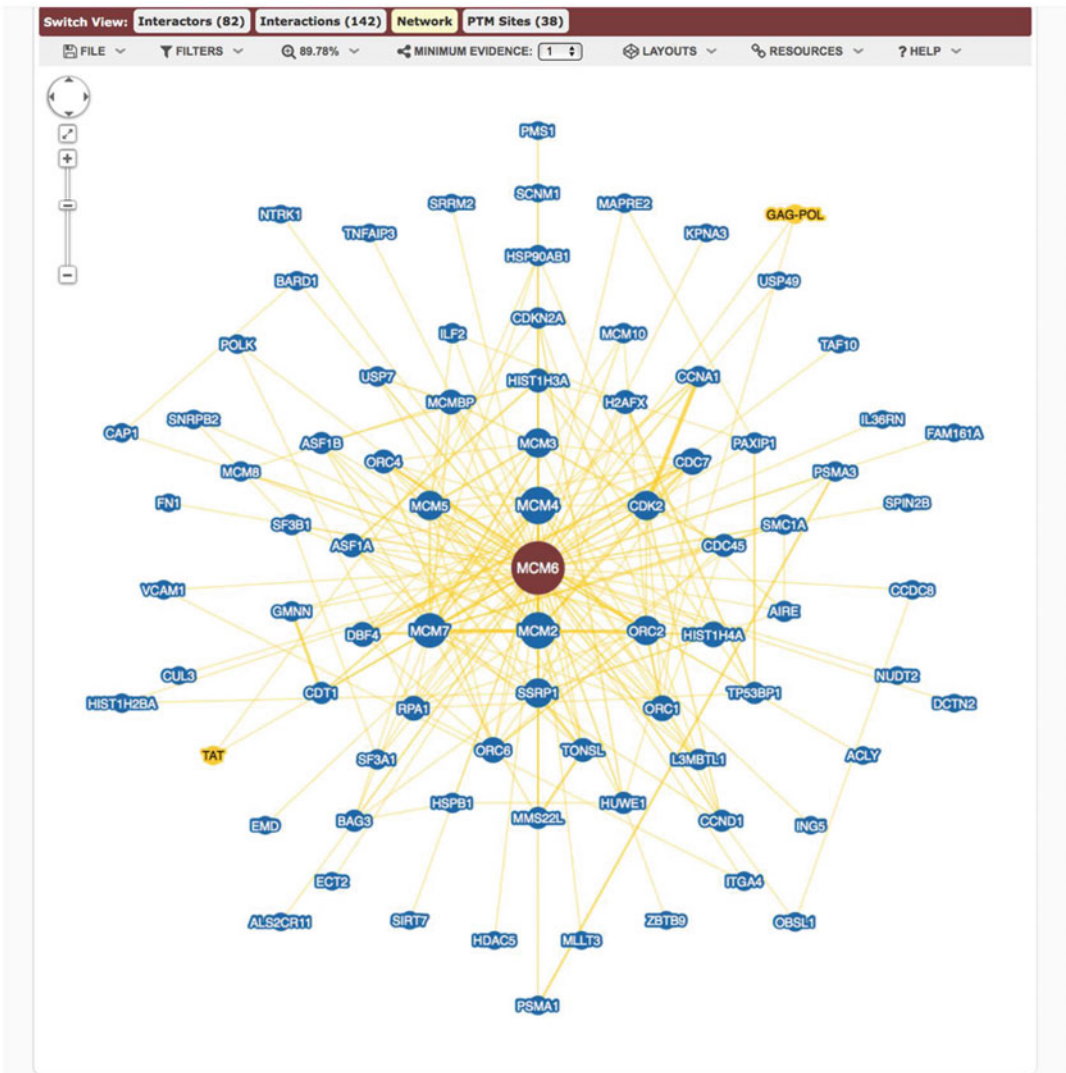 Switch View: Interactors (82) Interactions (142) Network PTM Sites (38)
FILE FILTERS 89.78% MINIMUM EVIDENCE: 1 LAYOUTS RESOURCES ? HELP
PMS1
SCNM1
NTRK1 SRRM2 MAPRE2 GAG-POL
TNFAIP3 KPNA3
HSP90AB1
BARD1 USP49
CDKN2A
POLK ILF2 MCM10 TAF10
USP7 HIST1H3A CCNA1
MCMBP H2AFX
SNRPB2 IL36RN
CAP1 ASF1B MCM3 PAXIP1 FAM161A
ORC4 CDC7
MCM8 PSMA3
FN1 MCM5 MCM4 CDK2 SPIN2B
SF3B1 SMC1A
ASF1A CDC45
MCM6
VCAM1 CCDC8
GMNN AIRE
DBF4 MCM7 MCM2 ORC2 HIST1H4A
CUL3 NUDT2
HIST1H2BA CDT1 SSRP1 TP53BP1 DCTN2
RPA1 ORC1
TAT SF3A1 ORC6 TONSL L3MBTL1 ACLY
HSPB1 HUWE1
EMD BAG3 MMS22L CCND1 ING5
ECT2 ITGA4
ALS2CR11 SIRT7 ZBTB9 OBSL1
HDAC5 MLLT3
PSMA1